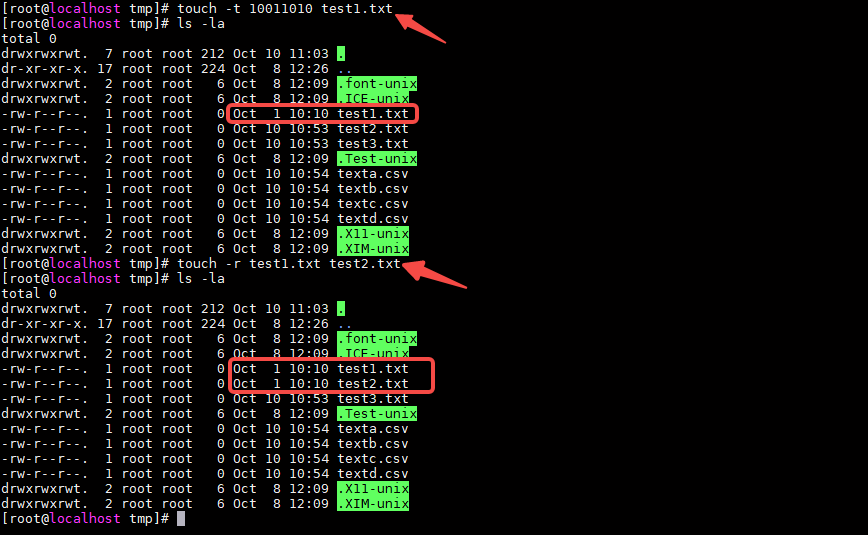 [root@localhost tmp]# touch -t 10011010 test1.txt
[root@localhost tmp]# ls -la
total 0
drwxrwxrwt.  7 root root 212 Oct 10 11:03 .
dr-xr-xr-x. 17 root root 224 Oct  8 12:26 ..
drwxrwxrwt.  2 root root   6 Oct  8 12:09 .font-unix
drwxrwxrwt.  2 root root   6 Oct  8 12:09 .ICE-unix
-rw-r--r--.  1 root root   0 Oct  1 10:10 test1.txt
-rw-r--r--.  1 root root   0 Oct 10 10:53 test2.txt
-rw-r--r--.  1 root root   0 Oct 10 10:53 test3.txt
drwxrwxrwt.  2 root root   6 Oct  8 12:09 .Test-unix
-rw-r--r--.  1 root root   0 Oct 10 10:54 texta.csv
-rw-r--r--.  1 root root   0 Oct 10 10:54 textb.csv
-rw-r--r--.  1 root root   0 Oct 10 10:54 textc.csv
-rw-r--r--.  1 root root   0 Oct 10 10:54 textd.csv
drwxrwxrwt.  2 root root   6 Oct  8 12:09 .X11-unix
drwxrwxrwt.  2 root root   6 Oct  8 12:09 .XIM-unix
[root@localhost tmp]# touch -r test1.txt test2.txt
[root@localhost tmp]# ls -la
total 0
drwxrwxrwt.  7 root root 212 Oct 10 11:03 .
dr-xr-xr-x. 17 root root 224 Oct  8 12:26 ..
drwxrwxrwt.  2 root root   6 Oct  8 12:09 .font-unix
drwxrwxrwt.  2 root root   6 Oct  8 12:09 .ICE-unix
-rw-r--r--.  1 root root   0 Oct  1 10:10 test1.txt
-rw-r--r--.  1 root root   0 Oct  1 10:10 test2.txt
-rw-r--r--.  1 root root   0 Oct 10 10:53 test3.txt
drwxrwxrwt.  2 root root   6 Oct  8 12:09 .Test-unix
-rw-r--r--.  1 root root   0 Oct 10 10:54 texta.csv
-rw-r--r--.  1 root root   0 Oct 10 10:54 textb.csv
-rw-r--r--.  1 root root   0 Oct 10 10:54 textc.csv
-rw-r--r--.  1 root root   0 Oct 10 10:54 textd.csv
drwxrwxrwt.  2 root root   6 Oct  8 12:09 .X11-unix
drwxrwxrwt.  2 root root   6 Oct  8 12:09 .XIM-unix
[root@localhost tmp]#